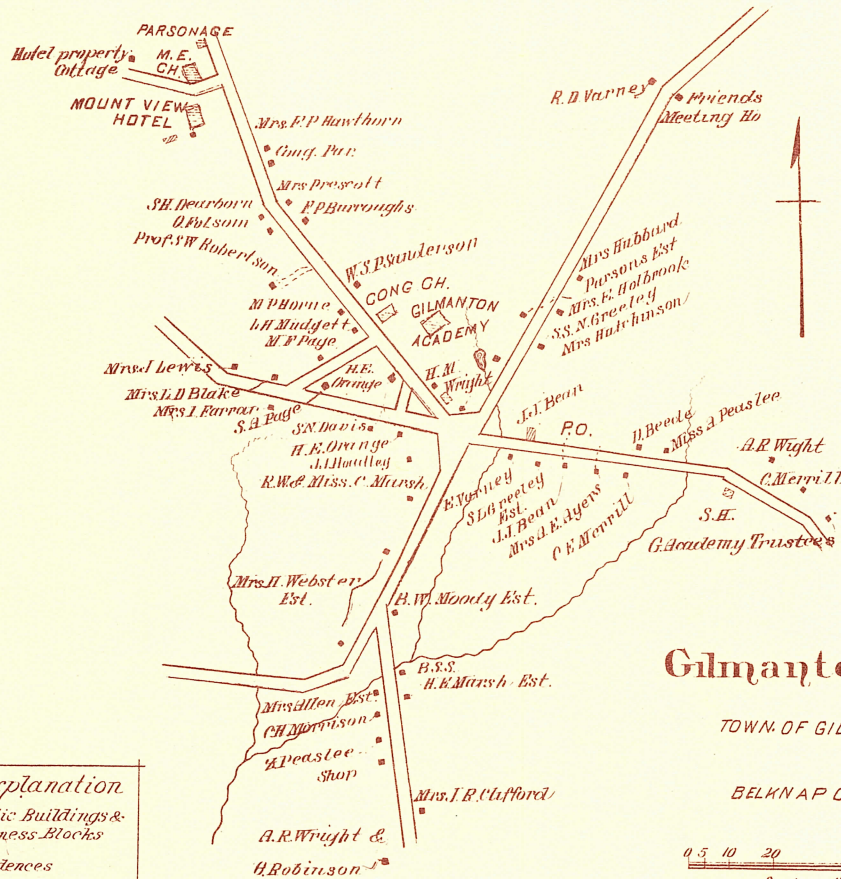 PARSONAGE
Hotel property
Cottage
M.E.
CH.
MOUNT VIEW
HOTEL
Mrs. F.P Hawthorn
Cong. Par.
Mrs Prescott
F.P Burroughs
S.H. Dearborn
O. Folsom
Prof. S.W Robertson
W.S.P. Sanderson
CONG CH.
GILMANTON
ACADEMY
M P Horne
L H Mudgett
M F Page
H.E.
Orange
H.M.
Wright
Mrs. J Lewis
Mrs. L D Blake
Mrs. I. Farrar
S.A Page
S.N. Davis
H.E. Orange
J.I. Hoadley
R.W. & Miss. C. Marsh
R.D Varney
Friends
Meeting Ho
Mrs Hubbard
Parsons Est
Mrs. E. Holbrook
S.S. N. Greeley
Mrs Hutchinson
J.J. Bean
P.O.
D. Beede
Miss A Peaslee
A.R. Wight
C. Merrill
S.H.
G. Academy Trustees
E. Varney
S L Greeley
Est.
J.J. Bean
Mrs A.E. Ayers
C E Merrill
Mrs H. Webster
Est.
B.W. Moody Est.
B.S.S.
H.E. Marsh Est.
Mrs Allen Est.
C H Morrison
A Peaslee
Shop
Mrs. J.R. Clifford
A.R. Wright &
H. Robinson
Gilmanto
TOWN. OF GIL
BELKNAP C
0 5 10 20
xplanation
ic Buildings &
ness Blocks
dences